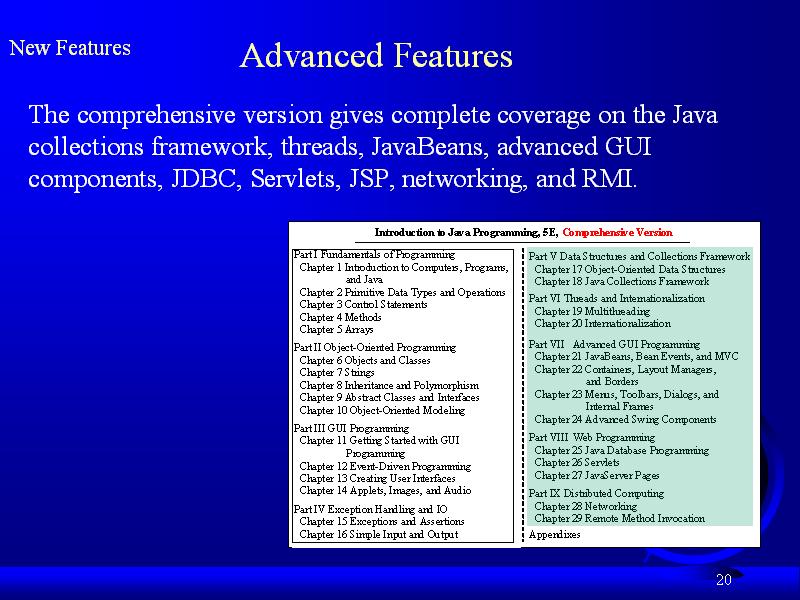 New Features
Advanced Features
The comprehensive version gives complete coverage on the Java
collections framework, threads, JavaBeans, advanced GUI
components, JDBC, Servlets, JSP, networking, and RMI.
Introduction to Java Programming, 5E, Comprehensive Version
Part I Fundamentals of Programming
Chapter 1 Introduction to Computers, Programs,
and Java
Chapter 2 Primitive Data Types and Operations
Chapter 3 Control Statements
Chapter 4 Methods
Chapter 5 Arrays
Part II Object-Oriented Programming
Chapter 6 Objects and Classes
Chapter 7 Strings
Chapter 8 Inheritance and Polymorphism
Chapter 9 Abstract Classes and Interfaces
Chapter 10 Object-Oriented Modeling
Part III GUI Programming
Chapter 11 Getting Started with GUI
Programming
Chapter 12 Event-Driven Programming
Chapter 13 Creating User Interfaces
Chapter 14 Applets, Images, and Audio
Part IV Exception Handling and IO
Chapter 15 Exceptions and Assertions
Chapter 16 Simple Input and Output
Part V Data Structures and Collections Framework
Chapter 17 Object-Oriented Data Structures
Chapter 18 Java Collections Framework
Part VI Threads and Internationalization
Chapter 19 Multithreading
Chapter 20 Internationalization
Part VII Advanced GUI Programming
Chapter 21 JavaBeans, Bean Events, and MVC
Chapter 22 Containers, Layout Managers,
and Borders
Chapter 23 Menus, Toolbars, Dialogs, and
Internal Frames
Chapter 24 Advanced Swing Components
Part VIII Web Programming
Chapter 25 Java Database Programming
Chapter 26 Servlets
Chapter 27 JavaServer Pages
Part IX Distributed Computing
Chapter 28 Networking
Chapter 29 Remote Method Invocation
Appendixes
20